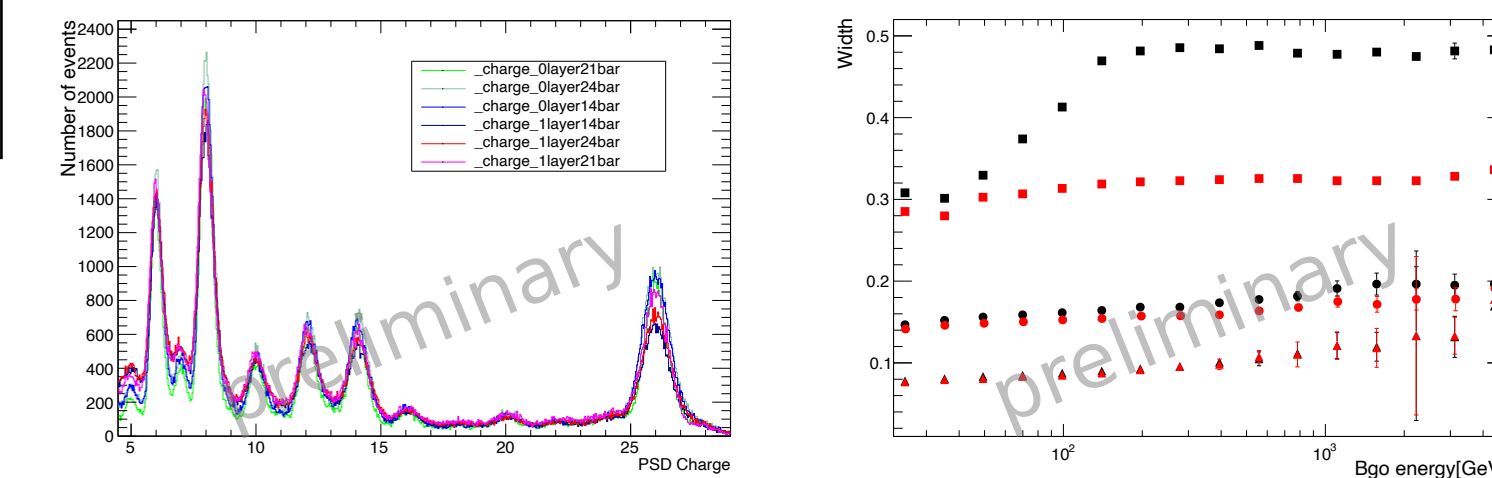 Number of events
2400
2200
2000
1800
1600
1400
1200
1000
800
600
400
200
0
_charge_0layer21bar
_charge_0layer24bar
_charge_0layer14bar
_charge_1layer14bar
_charge_1layer24bar
_charge_1layer21bar
preliminary
5 10 15 20 25
PSD Charge
Width
0.5
0.4
0.3
0.2
0.1
preliminary
10² 10³
Bgo energy[GeV